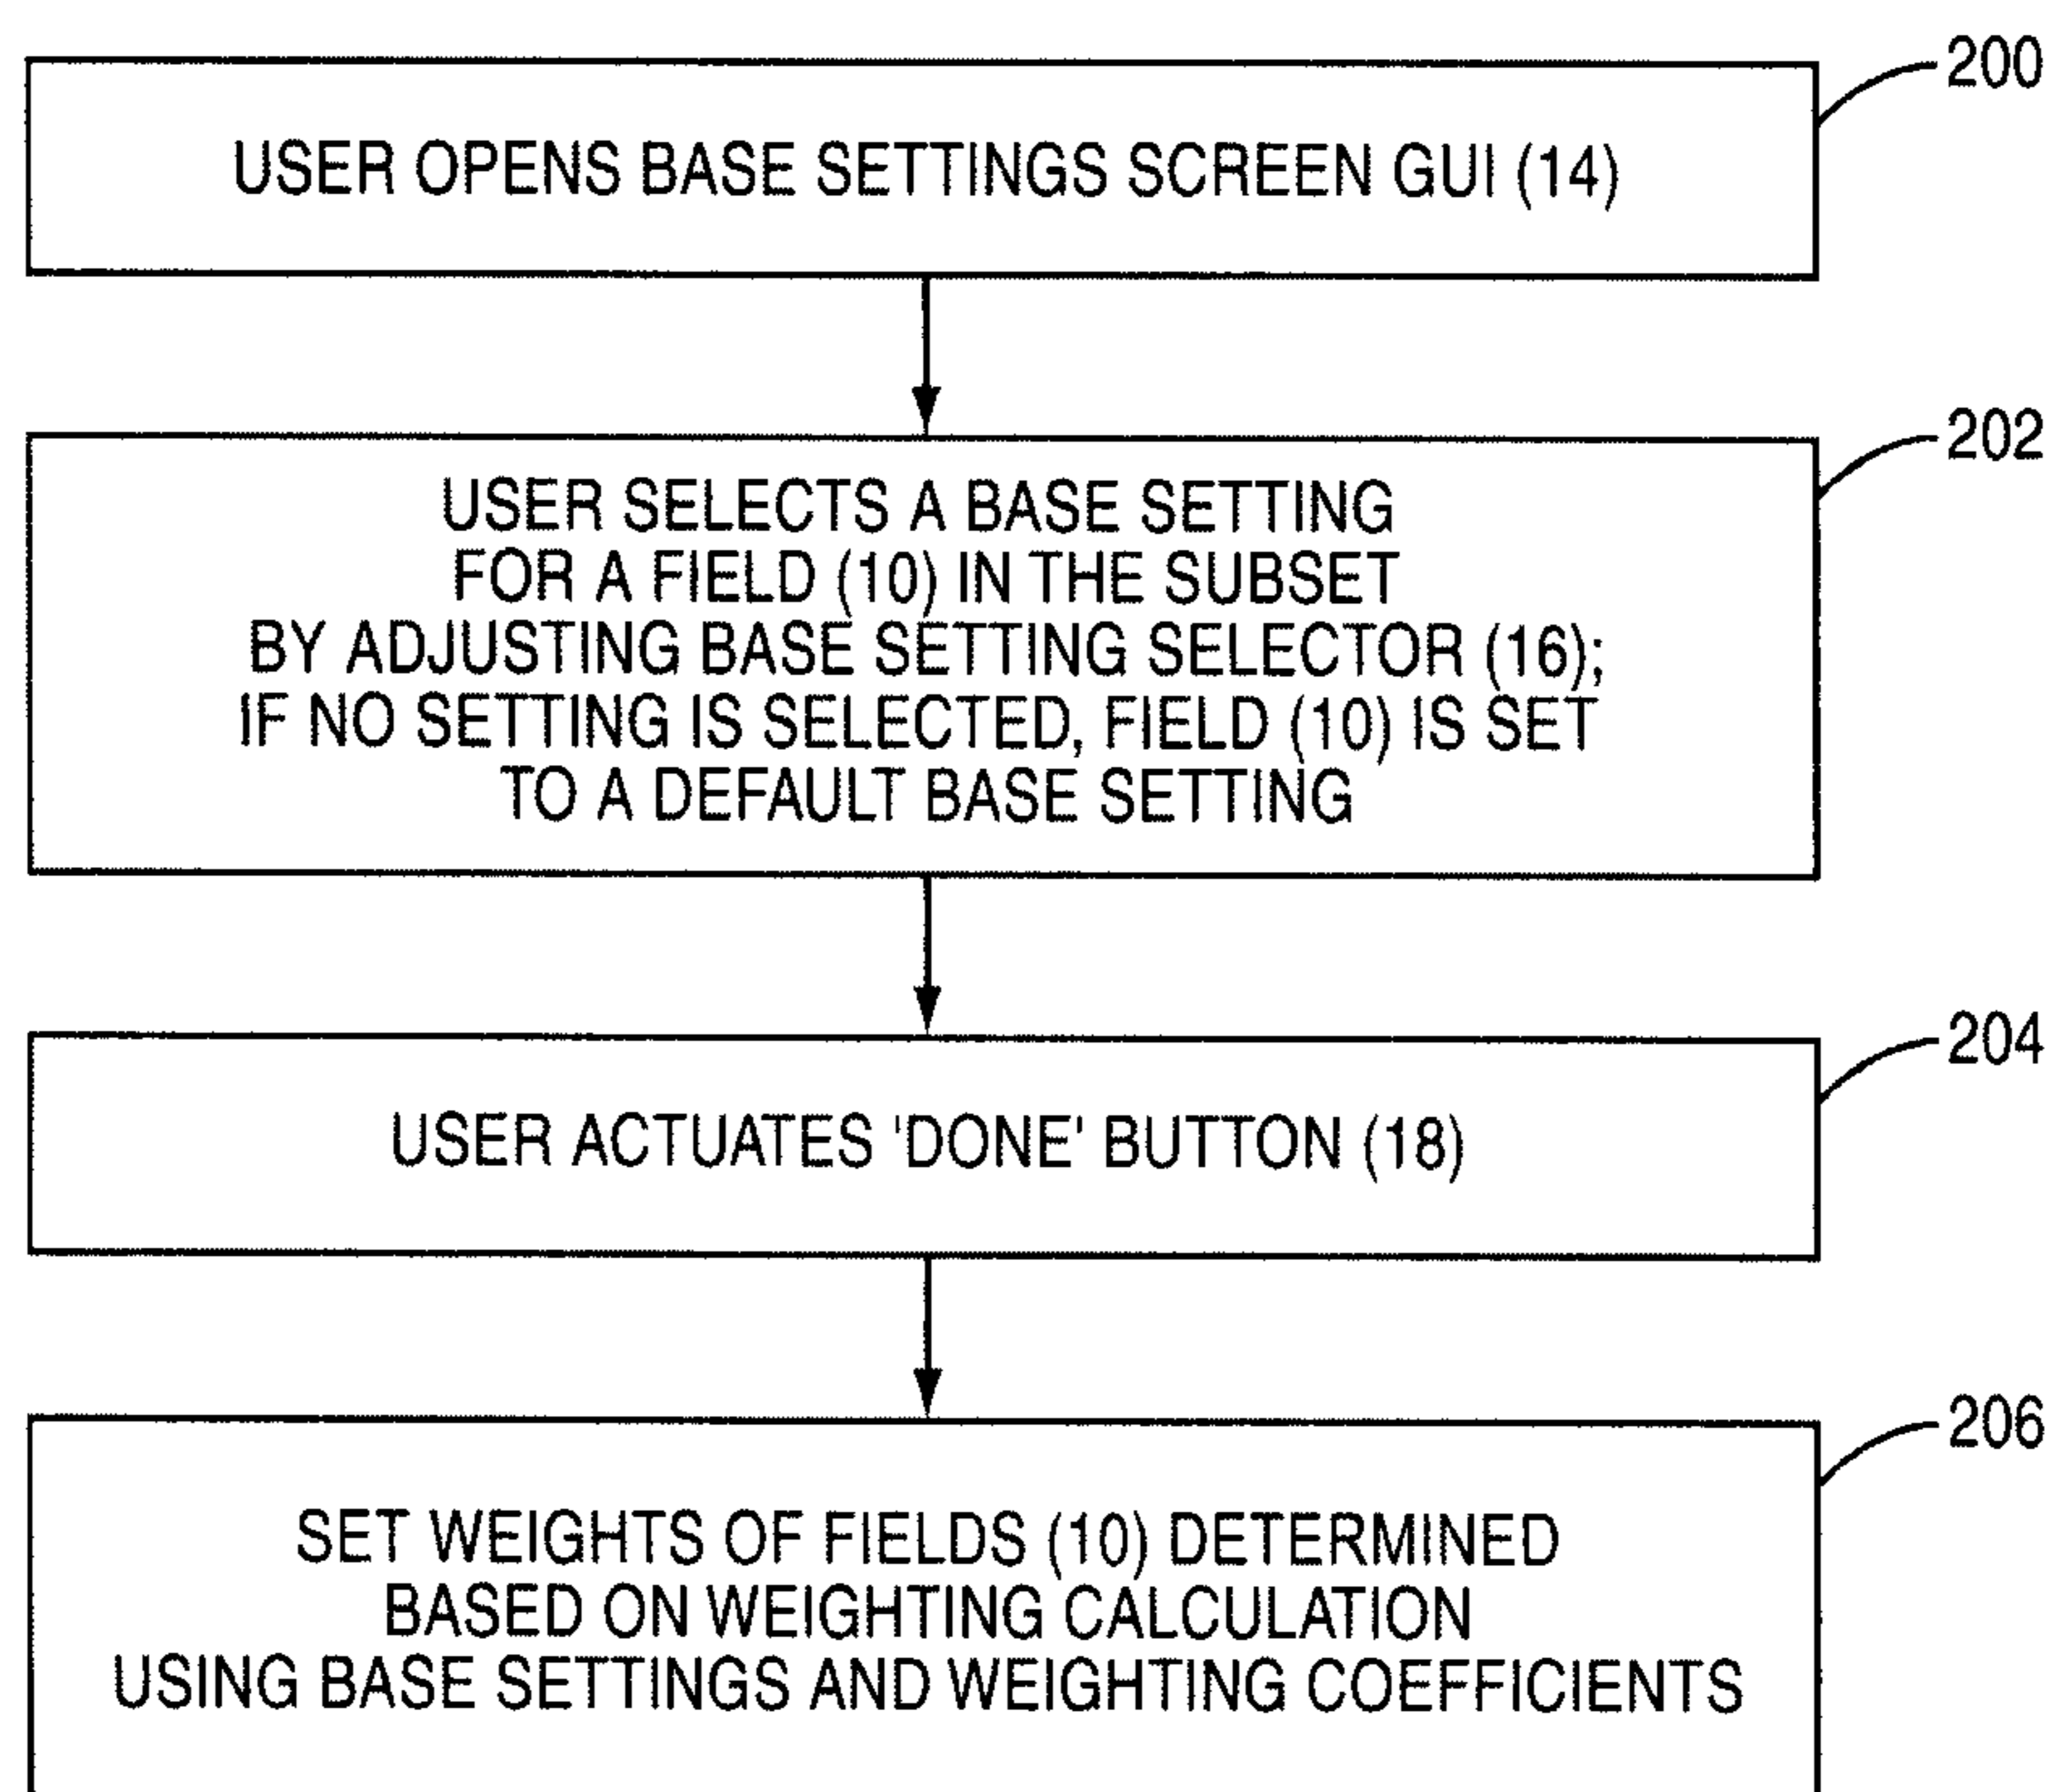 200
USER OPENS BASE SETTINGS SCREEN GUI (14)
202
USER SELECTS A BASE SETTING
FOR A FIELD (10) IN THE SUBSET
BY ADJUSTING BASE SETTING SELECTOR (16);
IF NO SETTING IS SELECTED, FIELD (10) IS SET
TO A DEFAULT BASE SETTING
204
USER ACTUATES 'DONE' BUTTON (18)
206
SET WEIGHTS OF FIELDS (10) DETERMINED
BASED ON WEIGHTING CALCULATION
USING BASE SETTINGS AND WEIGHTING COEFFICIENTS